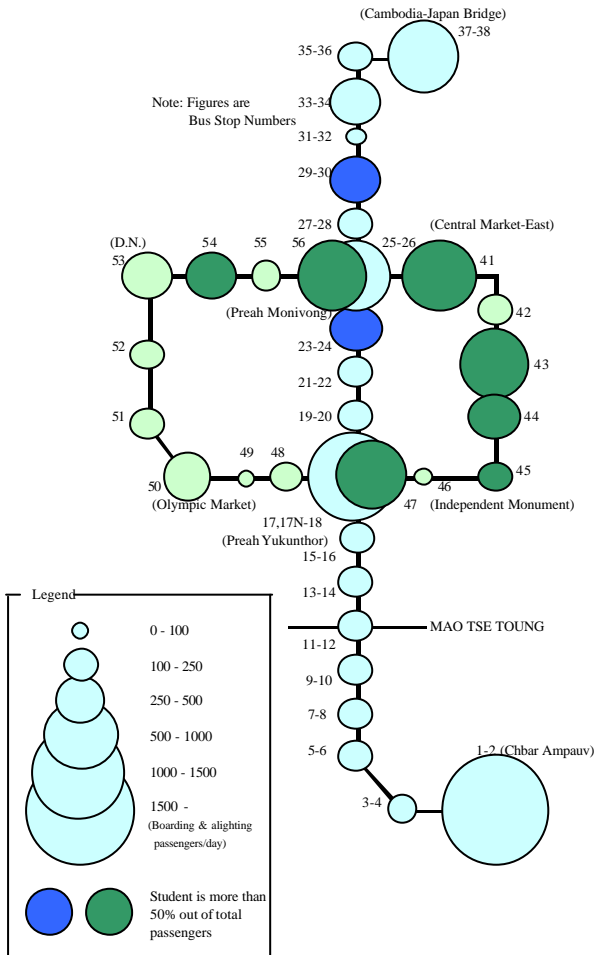 (Cambodia-Japan Bridge)
37-38
35-36
Note: Figures are
Bus Stop Numbers
33-34
31-32
29-30
27-28
(D.N.)
53
54
55
56
25-26
(Central Market-East)
41
42
(Preah Monivong)
23-24
52
21-22
43
19-20
51
44
49
48
50
46
45
47
(Olympic Market)
(Independent Monument)
17,17N-18
(Preah Yukunthor)
15-16
13-14
MAO TSE TOUNG
11-12
9-10
7-8
5-6
1-2 (Chbar Ampauv)
3-4
Legend
0 - 100
100 - 250
250 - 500
500 - 1000
1000 - 1500
1500 -
(Boarding & alighting
passengers/day)
Student is more than
50% out of total
passengers